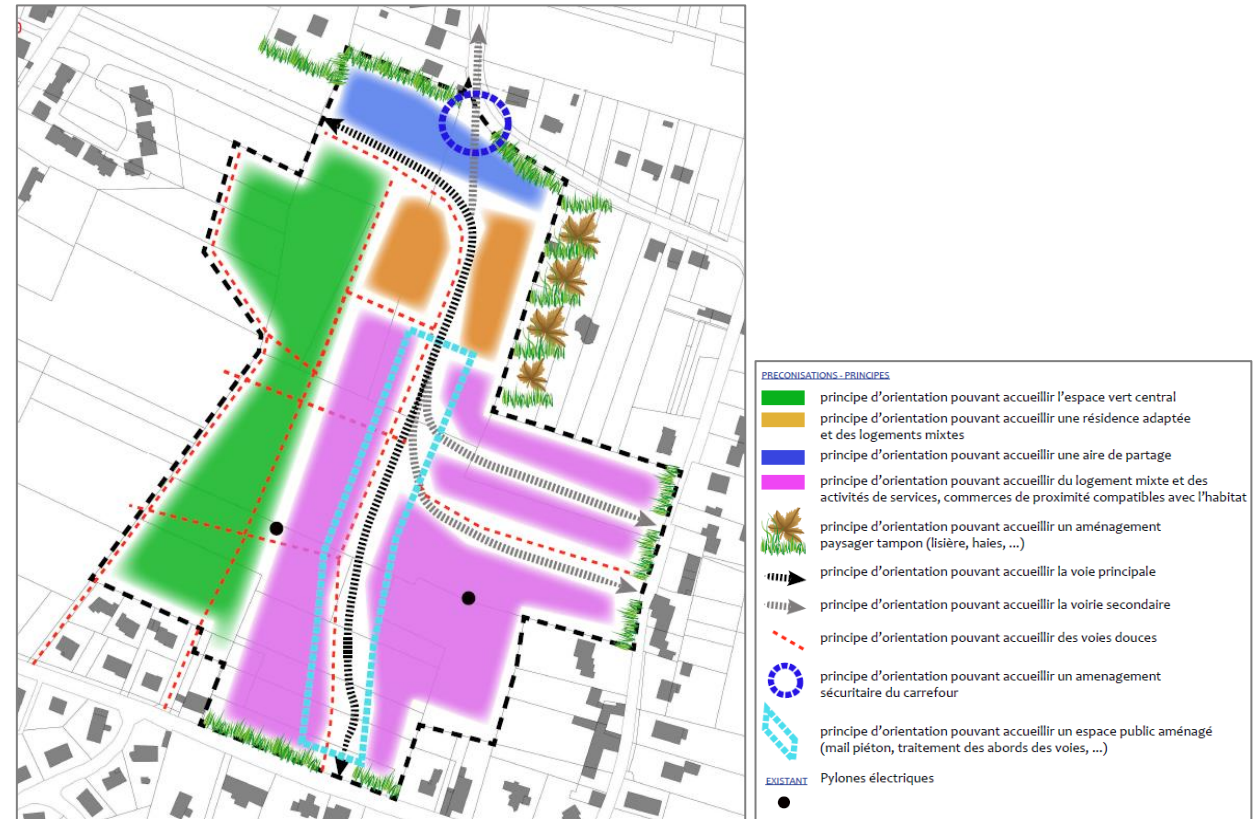 PRECONISATIONS - PRINCIPES
principe d'orientation pouvant accueillir l'espace vert central
principe d'orientation pouvant accueillir une résidence adaptée
et des logements mixtes
principe d'orientation pouvant accueillir une aire de partage
principe d'orientation pouvant accueillir du logement mixte et des
activités de services, commerces de proximité compatibles avec l'habitat
principe d'orientation pouvant accueillir un aménagement
paysager tampon (lisière, haies, ...)
principe d'orientation pouvant accueillir la voie principale
principe d'orientation pouvant accueillir la voirie secondaire
principe d'orientation pouvant accueillir des voies douces
principe d'orientation pouvant accueillir un amenagement
sécuritaire du carrefour
principe d'orientation pouvant accueillir un espace public aménagé
(mail piéton, traitement des abords des voies, ...)
EXISTANT Pylones électriques